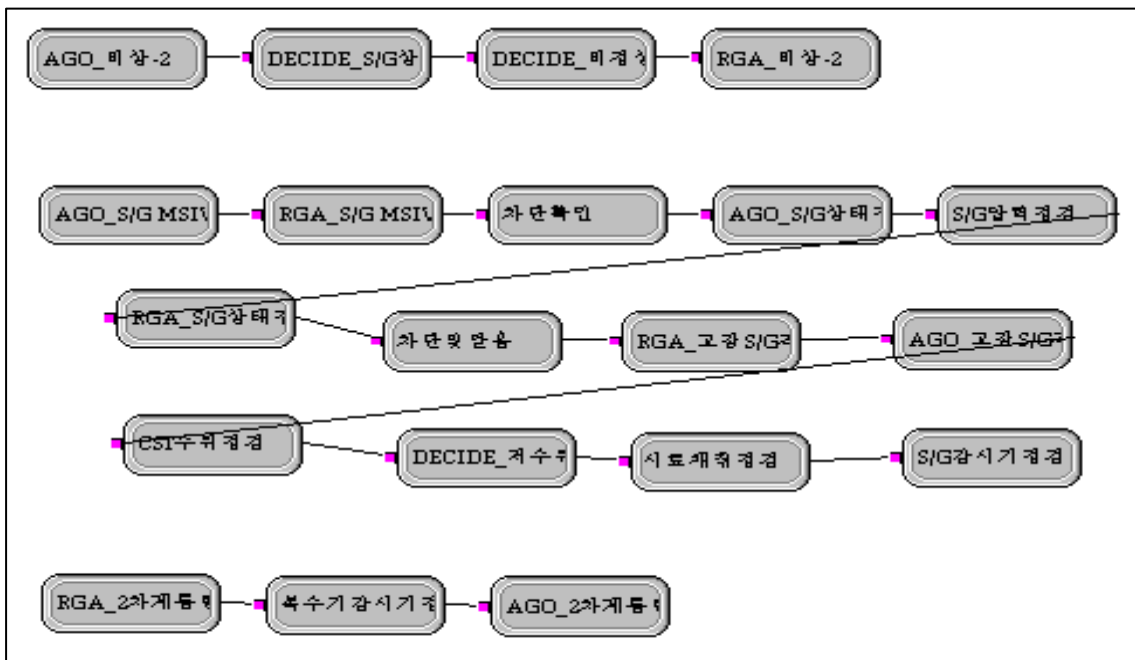 AGO_비상-2
DECIDE_S/G상
DECIDE_비정상
RGA_비상-2
AGO_S/G MSIV
RGA_S/G MSIV
차단확인
AGO_S/G상태
S/G압력점검
RGA_S/G상태
차단및만음
RGA_고장S/G
AGO_고장S/G
CST수위점검
DECIDE_저수위
시료채취점검
S/G감시기점검
RGA_2차계통
복수기감시기
AGO_2차계통